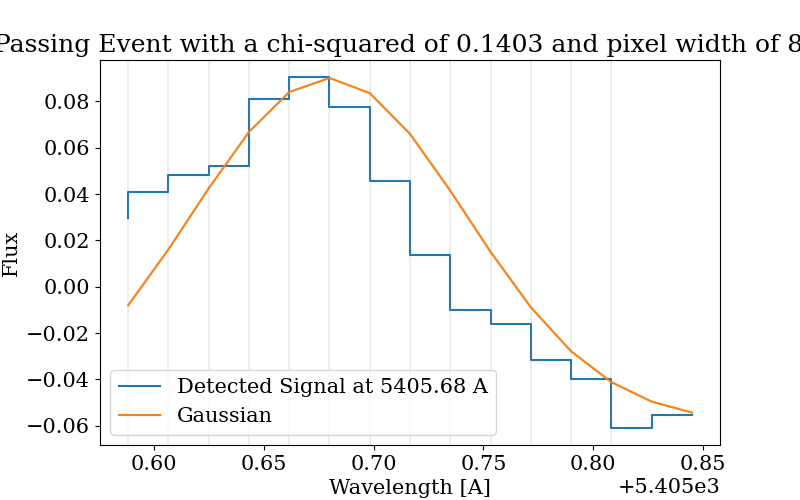 Passing Event with a chi-squared of 0.1403 and pixel width of 8
Flux
0.08
0.06
0.04
0.02
0.00
−0.02
−0.04
−0.06
Detected Signal at 5405.68 A
Gaussian
0.60 0.65 0.70 0.75 0.80 0.85
Wavelength [A]
+5.405e3